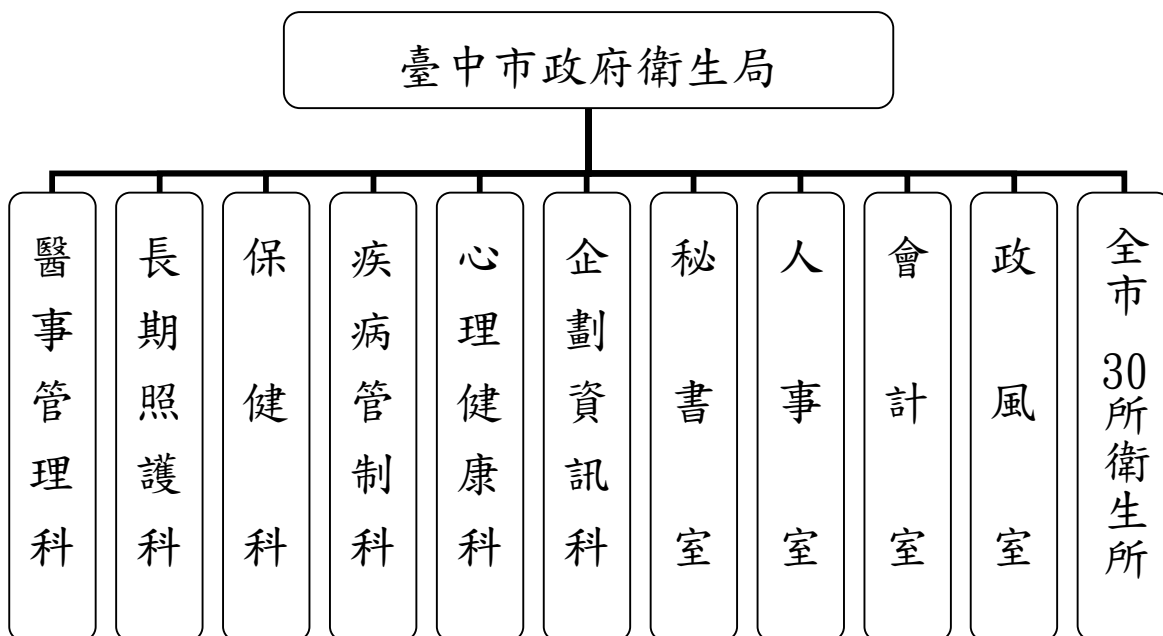 臺中市政府衛生局
醫事管理科
長期照護科
保健科
疾病管制科
心理健康科
企劃資訊科
秘書室
人事室
會計室
政風室
全市30所衛生所